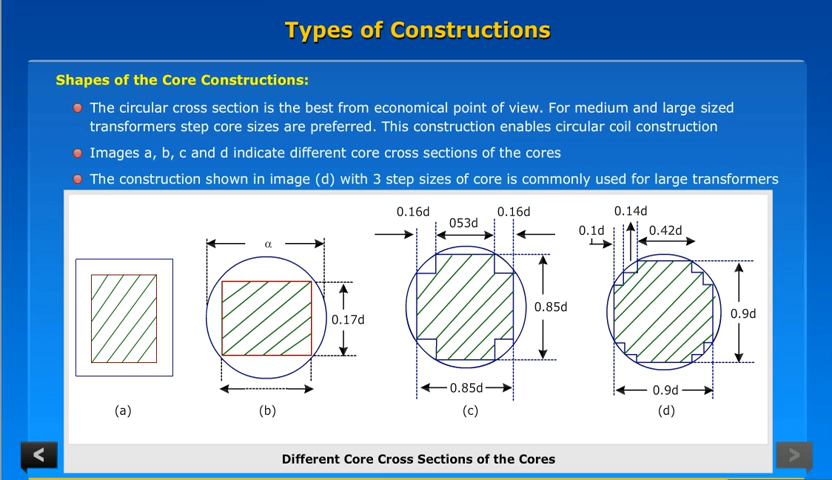 Types of Constructions
Shapes of the Core Constructions:
The circular cross section is the best from economical point of view. For medium and large sized
transformers step core sizes are preferred. This construction enables circular coil construction
Images a, b, c and d indicate different core cross sections of the cores
The construction shown in image (d) with 3 step sizes of core is commonly used for large transformers
0.16d 053d 0.16d
0.14d
0.1d 0.42d
α
0.17d
0.85d
0.9d
0.85d
0.9d
(a) (b) (c) (d)
Different Core Cross Sections of the Cores
< >